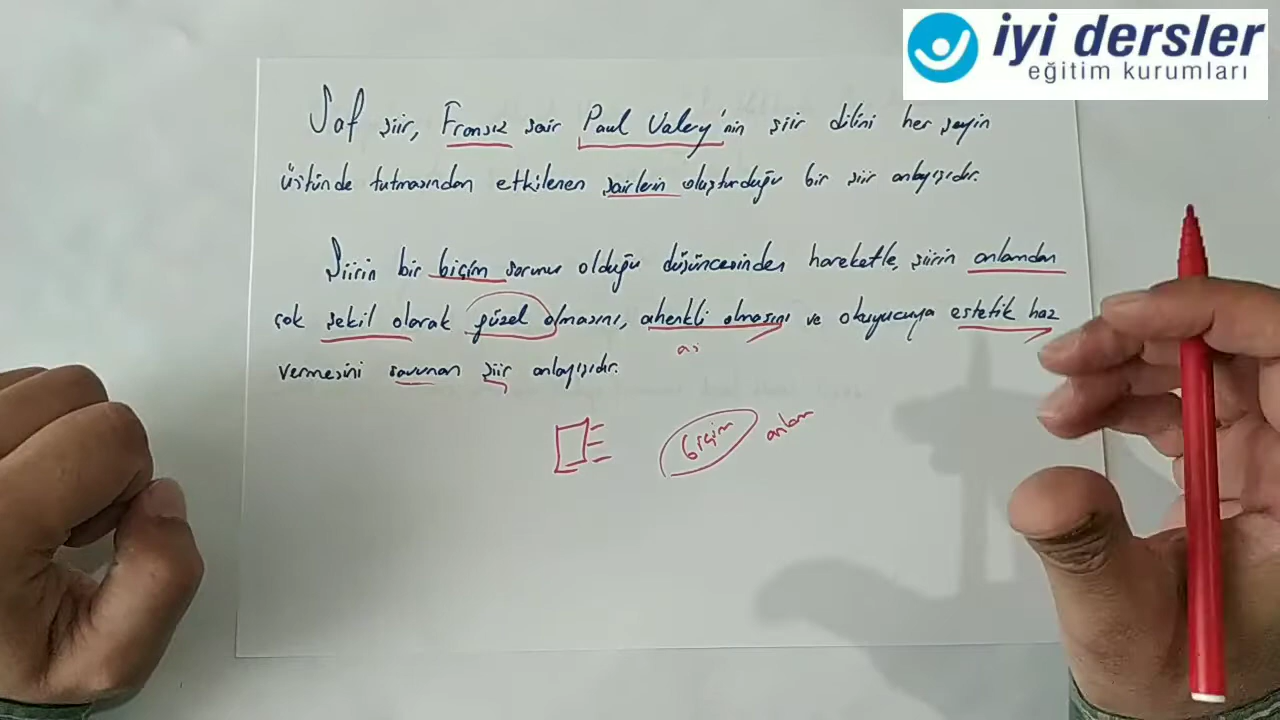 iyi dersler
eğitim kurumları
Saf şiir, Fransız şair Paul Valery'nin şiir dilini her şeyin
üstünde tutmasından etkilenen şairlerin oluşturduğu bir şiir anlayışıdır.
Şiirin bir biçim sorunu olduğu düşüncesinden hareketle, şiirin anlamdan
çok şekil olarak güzel olmasını, ahenkli olmasını ve okuyucuya estetik haz
vermesini savunan şiir anlayışıdır.
biçim anlam